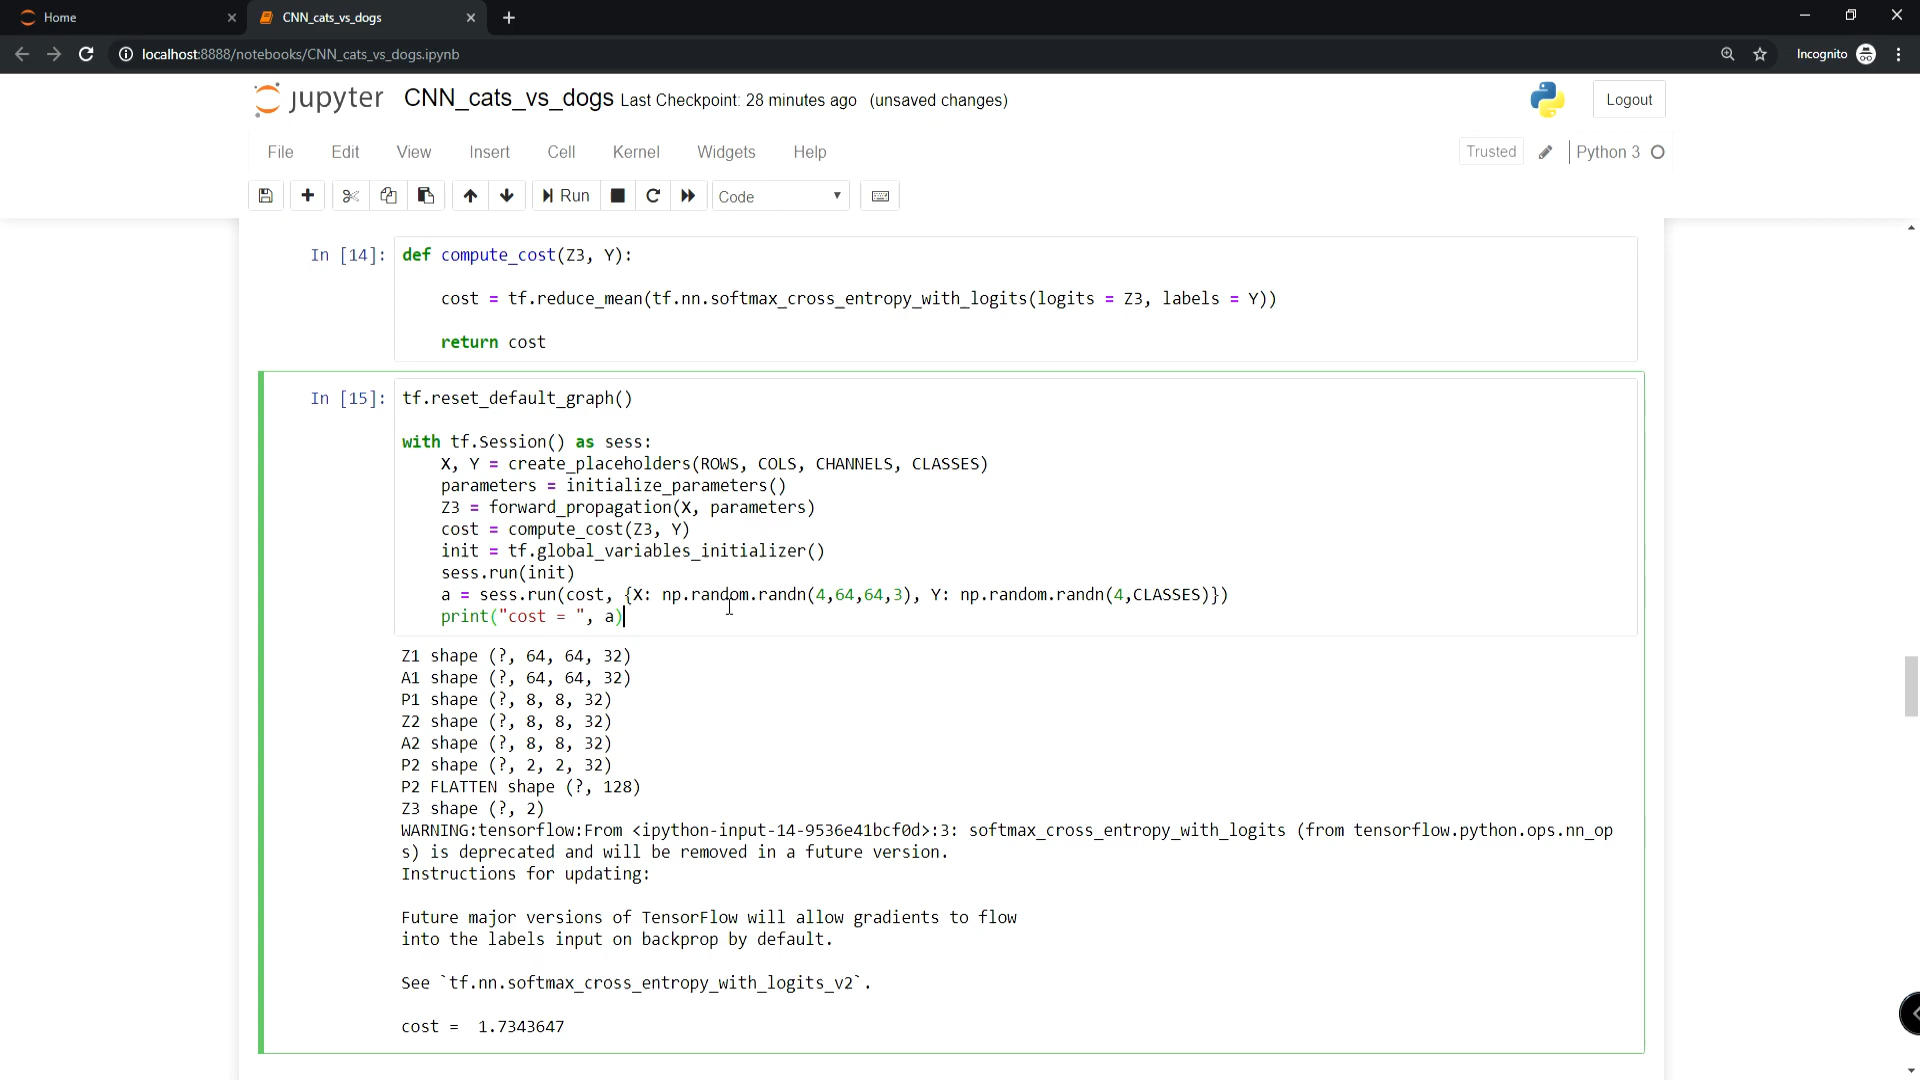 Home
CNN_cats_vs_dogs
localhost:8888/notebooks/CNN_cats_vs_dogs.ipynb
Incognito
jupyter CNN_cats_vs_dogs Last Checkpoint: 28 minutes ago (unsaved changes)
Logout
File Edit View Insert Cell Kernel Widgets Help
Trusted Python 3
Run Code
In [14]: def compute_cost(Z3, Y):
cost = tf.reduce_mean(tf.nn.softmax_cross_entropy_with_logits(logits = Z3, labels = Y))
return cost
In [15]: tf.reset_default_graph()
with tf.Session() as sess:
X, Y = create_placeholders(ROWS, COLS, CHANNELS, CLASSES)
parameters = initialize_parameters()
Z3 = forward_propagation(X, parameters)
cost = compute_cost(Z3, Y)
init = tf.global_variables_initializer()
sess.run(init)
a = sess.run(cost, {X: np.random.randn(4,64,64,3), Y: np.random.randn(4,CLASSES)})
print("cost = ", a)
Z1 shape (?, 64, 64, 32)
A1 shape (?, 64, 64, 32)
P1 shape (?, 8, 8, 32)
Z2 shape (?, 8, 8, 32)
A2 shape (?, 8, 8, 32)
P2 shape (?, 2, 2, 32)
P2 FLATTEN shape (?, 128)
Z3 shape (?, 2)
WARNING:tensorflow:From <ipython-input-14-9536e41bcf0d>:3: softmax_cross_entropy_with_logits (from tensorflow.python.ops.nn_op
s) is deprecated and will be removed in a future version.
Instructions for updating:
Future major versions of TensorFlow will allow gradients to flow
into the labels input on backprop by default.
See `tf.nn.softmax_cross_entropy_with_logits_v2`.
cost =  1.7343647